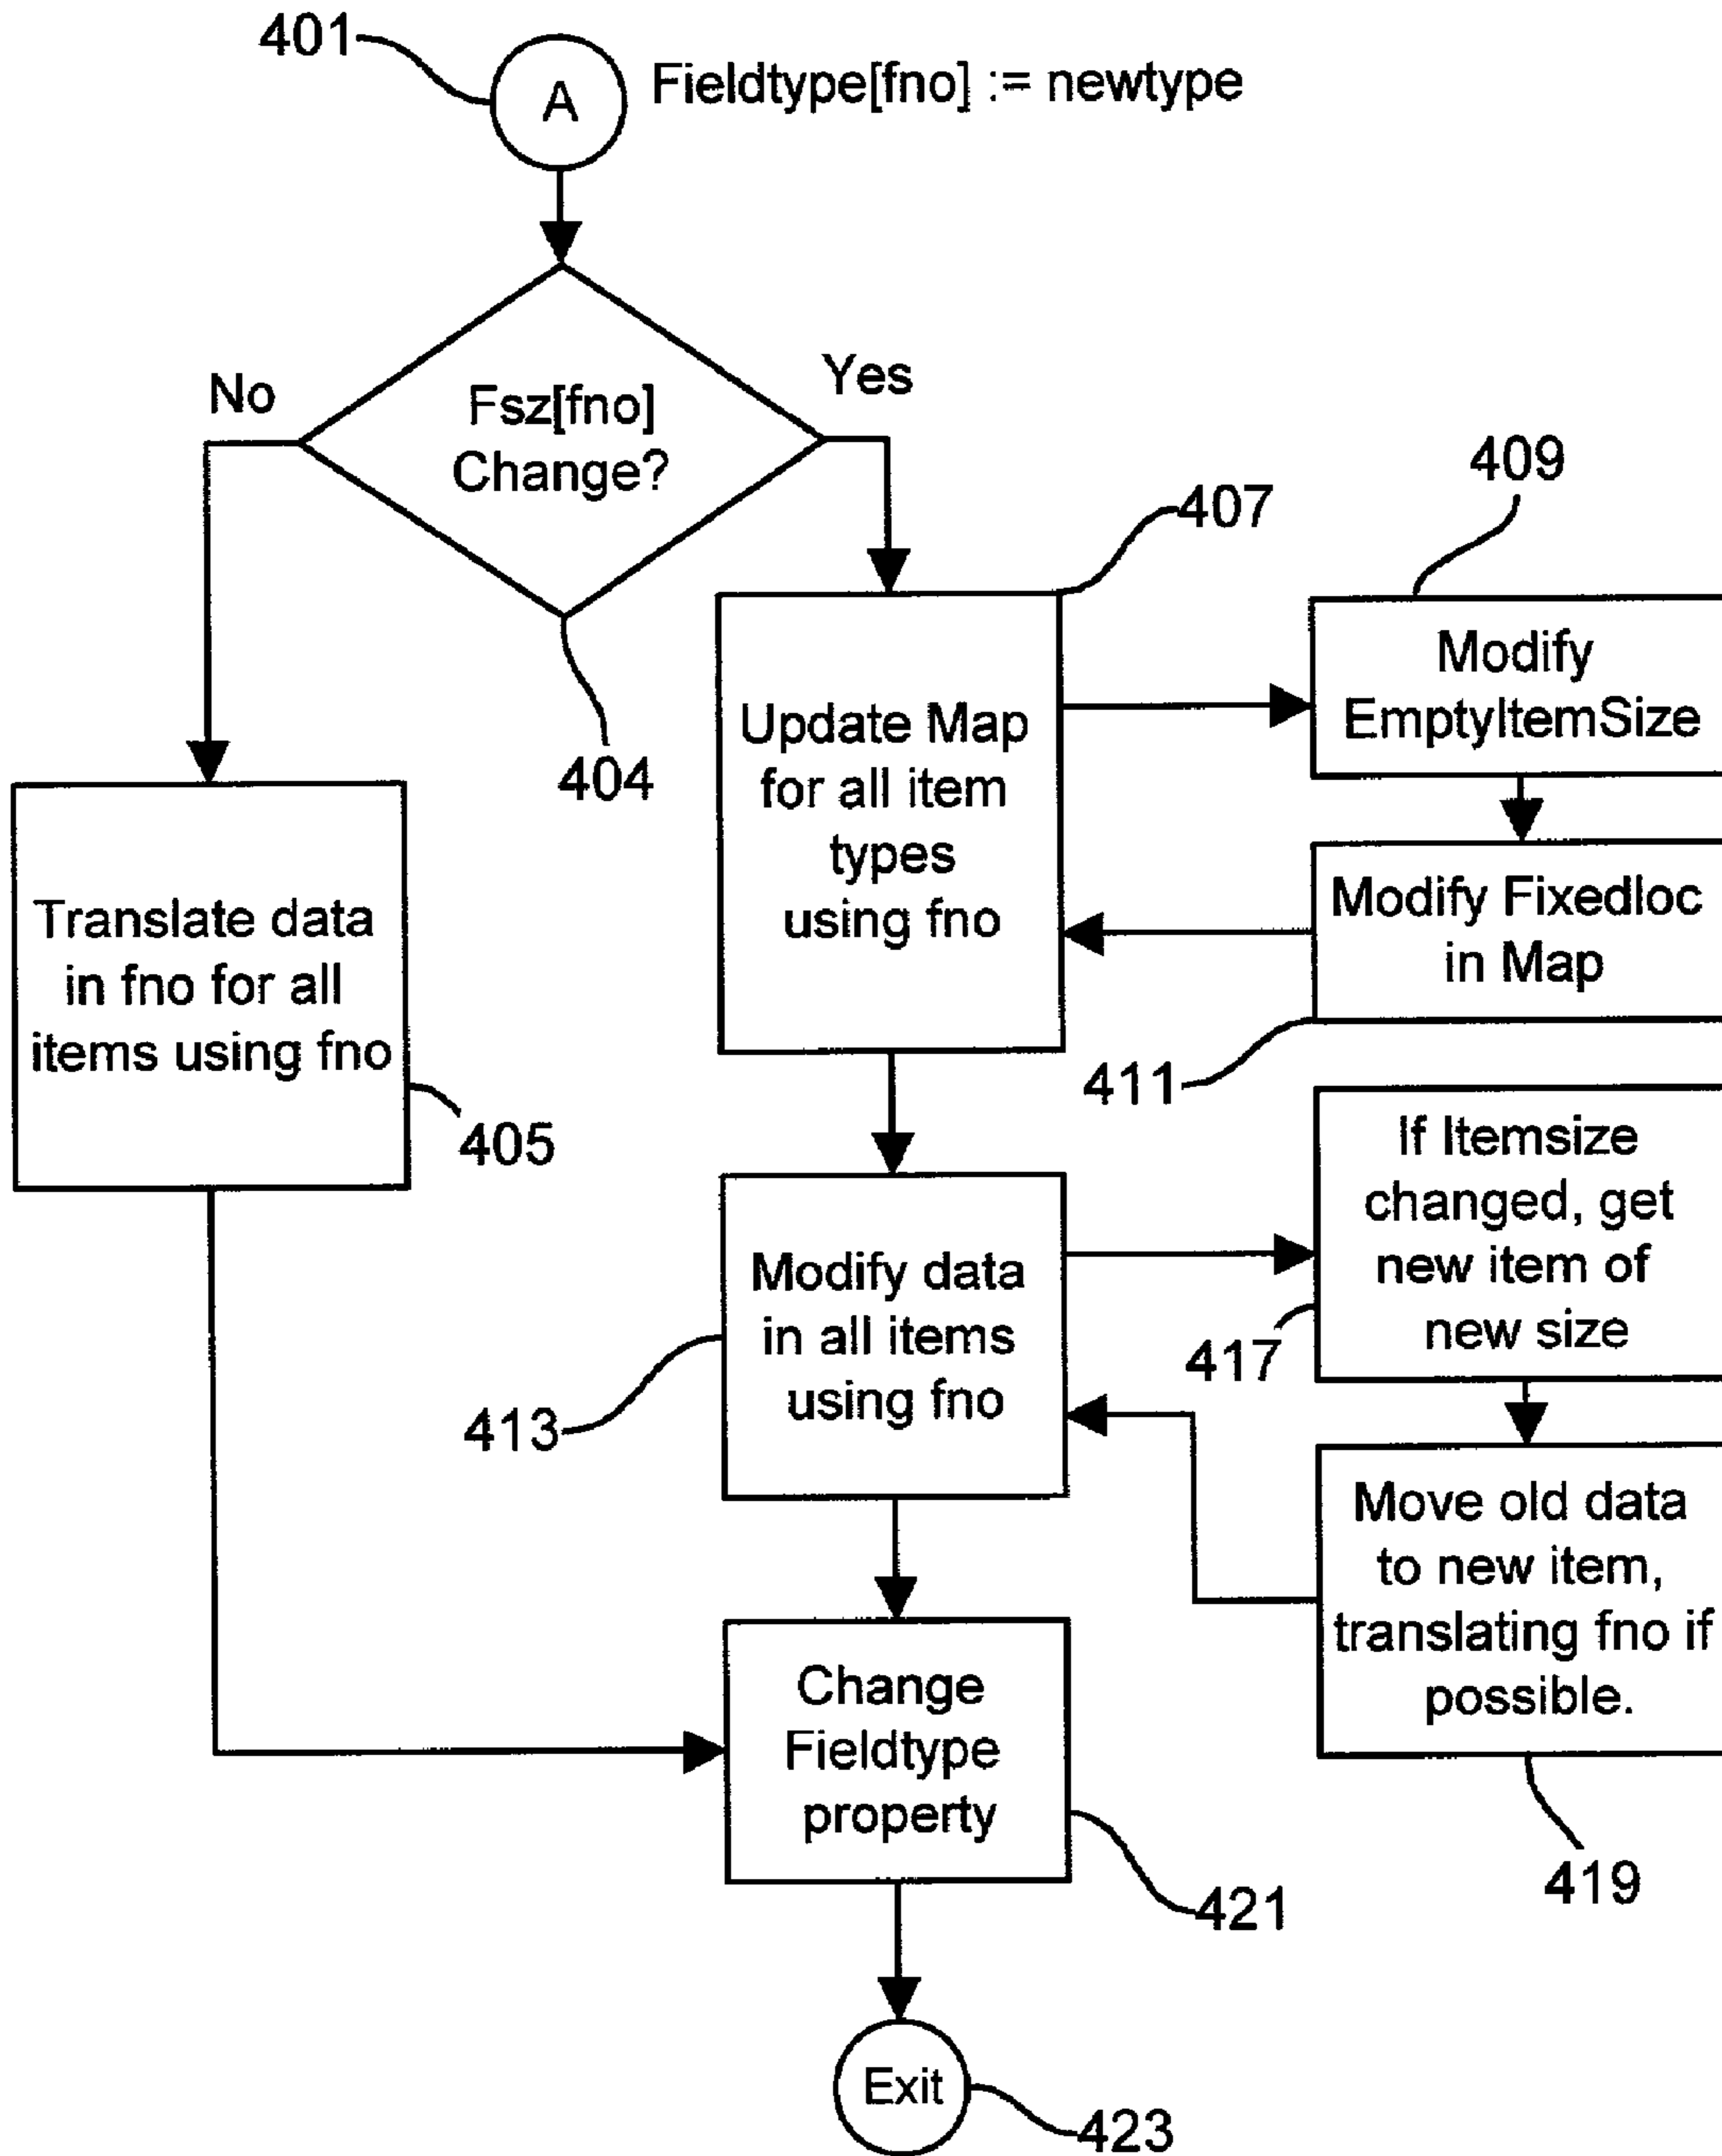 401
A
Fieldtype[fno] := newtype
No
Yes
Fsz[fno]
Change?
404
407
409
Update Map
for all item
types
using fno
Modify
EmptyItemSize
Modify Fixedloc
in Map
411
Translate data
in fno for all
items using fno
405
Modify data
in all items
using fno
413
If Itemsize
changed, get
new item of
new size
417
Move old data
to new item,
translating fno if
possible.
419
Change
Fieldtype
property
421
Exit
423